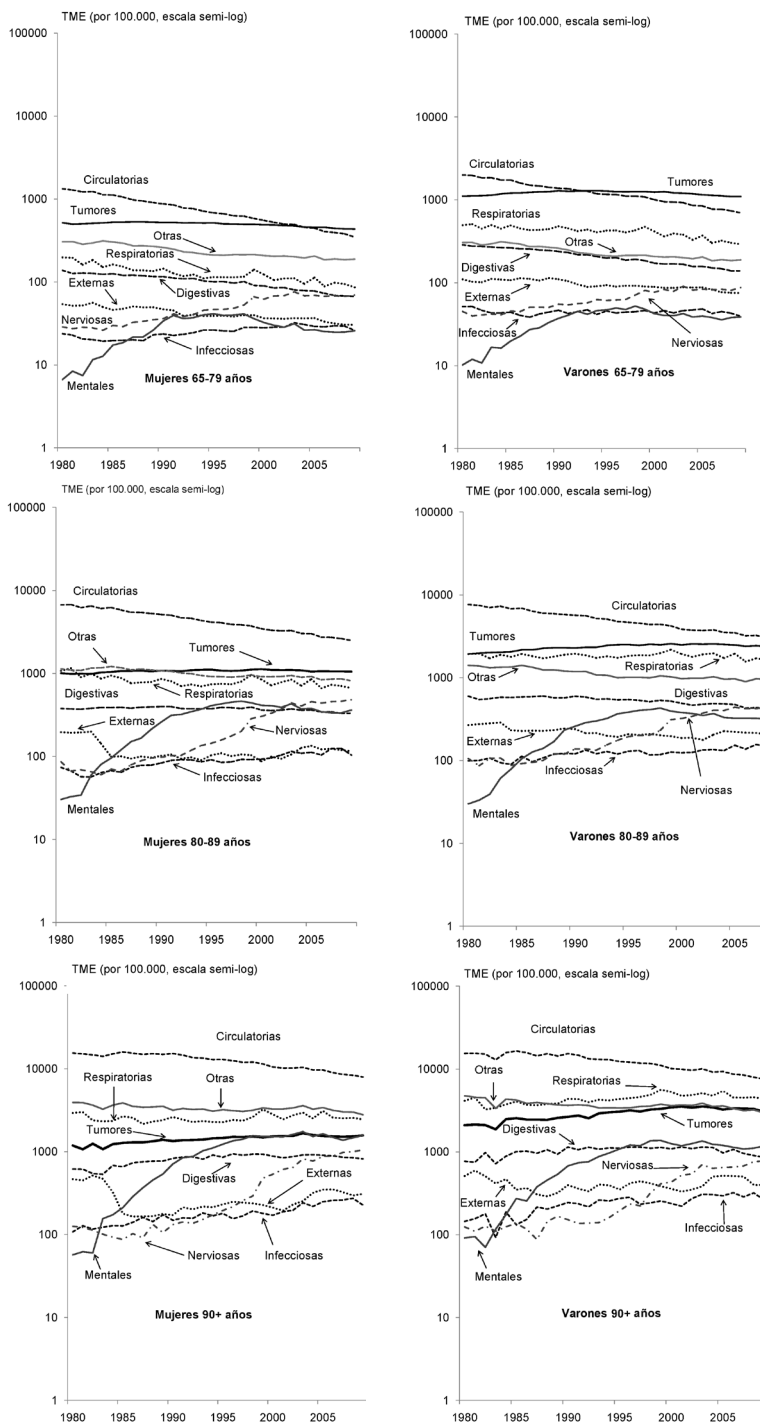 TME (por 100.000, escala semi-log)
100000
10000
1000
100
10
1
Circulatorias
Tumores
Otras
Respiratorias
Externas
Digestivas
Nerviosas
Infecciosas
Mentales
Mujeres 65-79 años
1980 1985 1990 1995 2000 2005
TME (por 100.000, escala semi-log)
100000
10000
1000
100
10
1
Circulatorias
Tumores
Respiratorias
Otras
Digestivas
Externas
Infecciosas
Nerviosas
Mentales
Varones 65-79 años
1980 1985 1990 1995 2000 2005
TME (por 100.000, escala semi-log)
100000
10000
1000
100
10
1
Circulatorias
Otras
Tumores
Digestivas
Respiratorias
Externas
Nerviosas
Infecciosas
Mentales
Mujeres 80-89 años
1980 1985 1990 1995 2000 2005
TME (por 100.000, escala semi-log)
100000
10000
1000
100
10
1
Circulatorias
Tumores
Respiratorias
Otras
Digestivas
Externas
Infecciosas
Nerviosas
Mentales
Varones 80-89 años
1980 1985 1990 1995 2000 2005
TME (por 100.000, escala semi-log)
100000
10000
1000
100
10
1
Circulatorias
Respiratorias
Otras
Tumores
Digestivas
Externas
Nerviosas
Infecciosas
Mentales
Mujeres 90+ años
1980 1985 1990 1995 2000 2005
TME (por 100.000, escala semi-log)
100000
10000
1000
100
10
1
Circulatorias
Otras
Respiratorias
Tumores
Digestivas
Nerviosas
Externas
Infecciosas
Mentales
Varones 90+ años
1980 1985 1990 1995 2000 2005